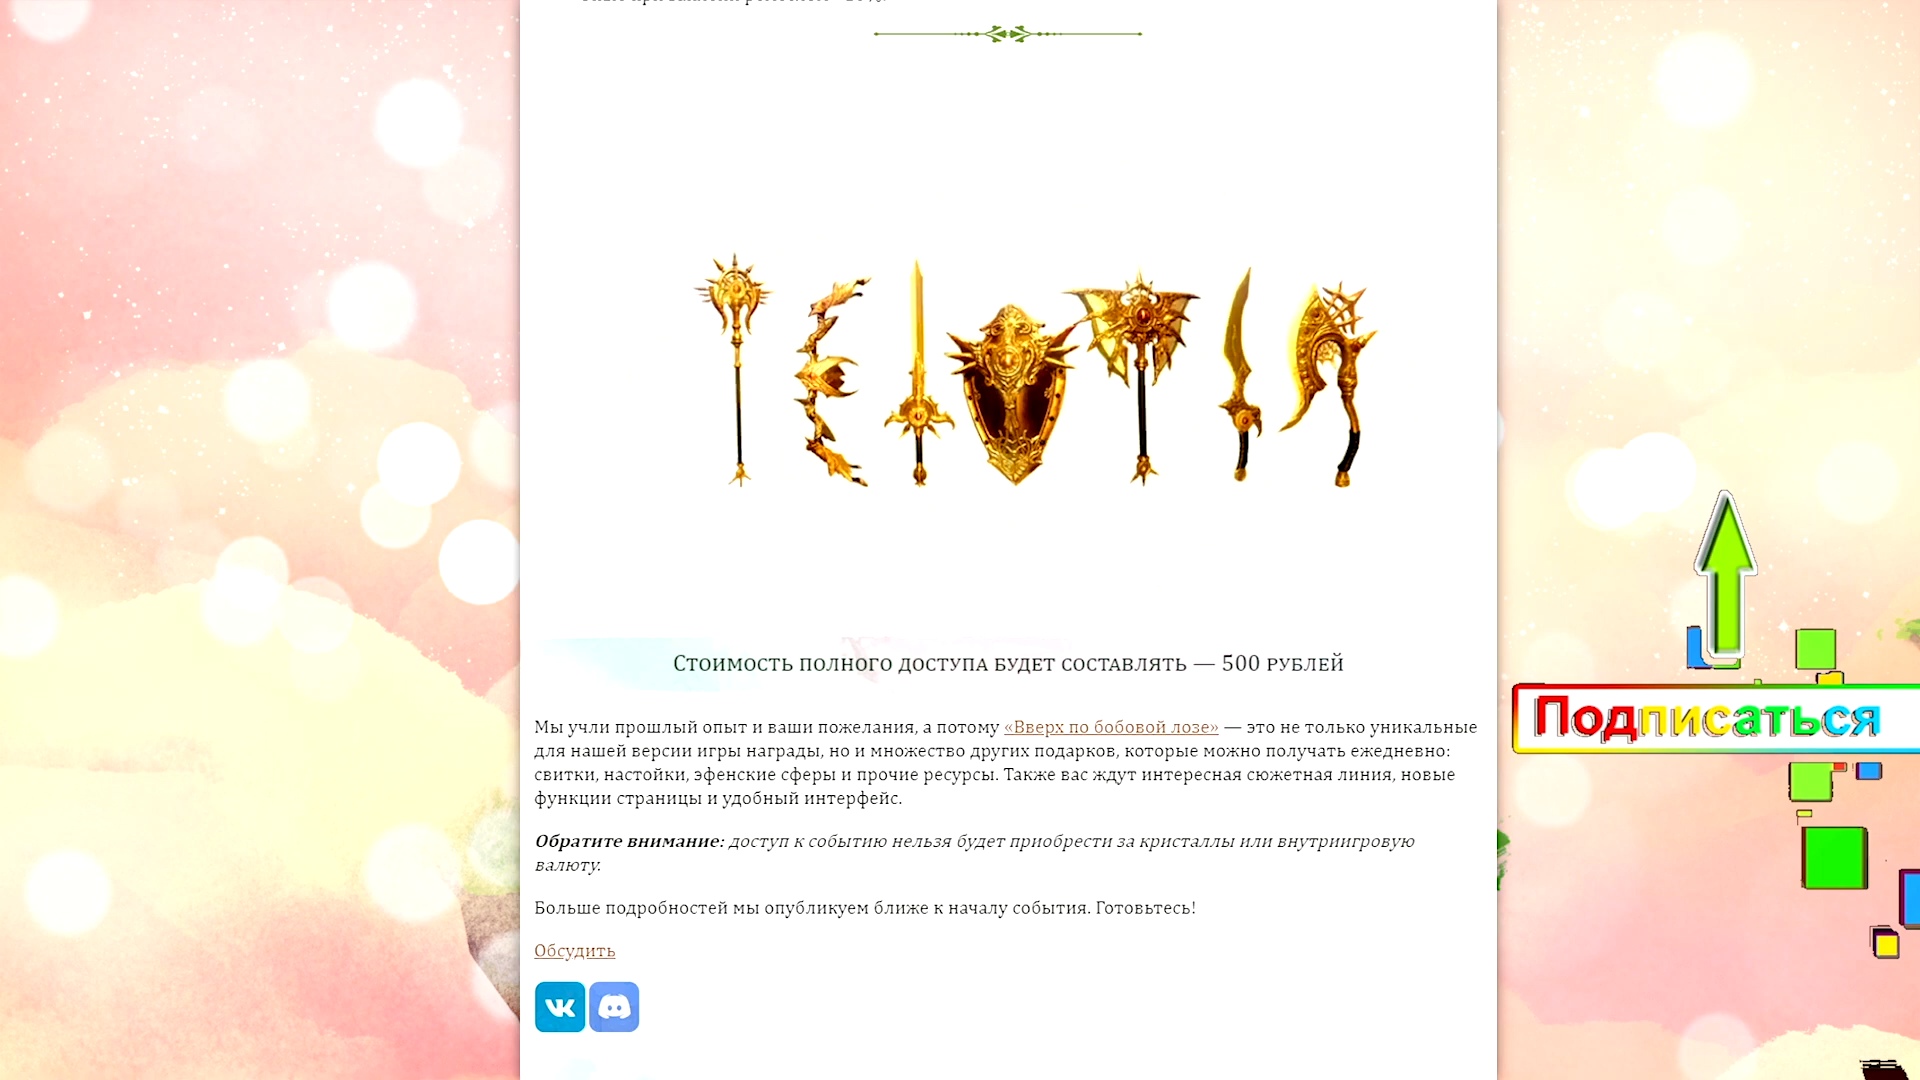 Стоимость полного доступа будет составлять — 500 рублей
Мы учли прошлый опыт и ваши пожелания, а потому «Вверх по бобовой лозе» — это не только уникальные
для нашей версии игры награды, но и множество других подарков, которые можно получать ежедневно:
свитки, настойки, эфенские сферы и прочие ресурсы. Также вас ждут интересная сюжетная линия, новые
функции страницы и удобный интерфейс.
Обратите внимание: доступ к событию нельзя будет приобрести за кристаллы или внутриигровую
валюту.
Больше подробностей мы опубликуем ближе к началу события. Готовьтесь!
Обсудить
Подписаться